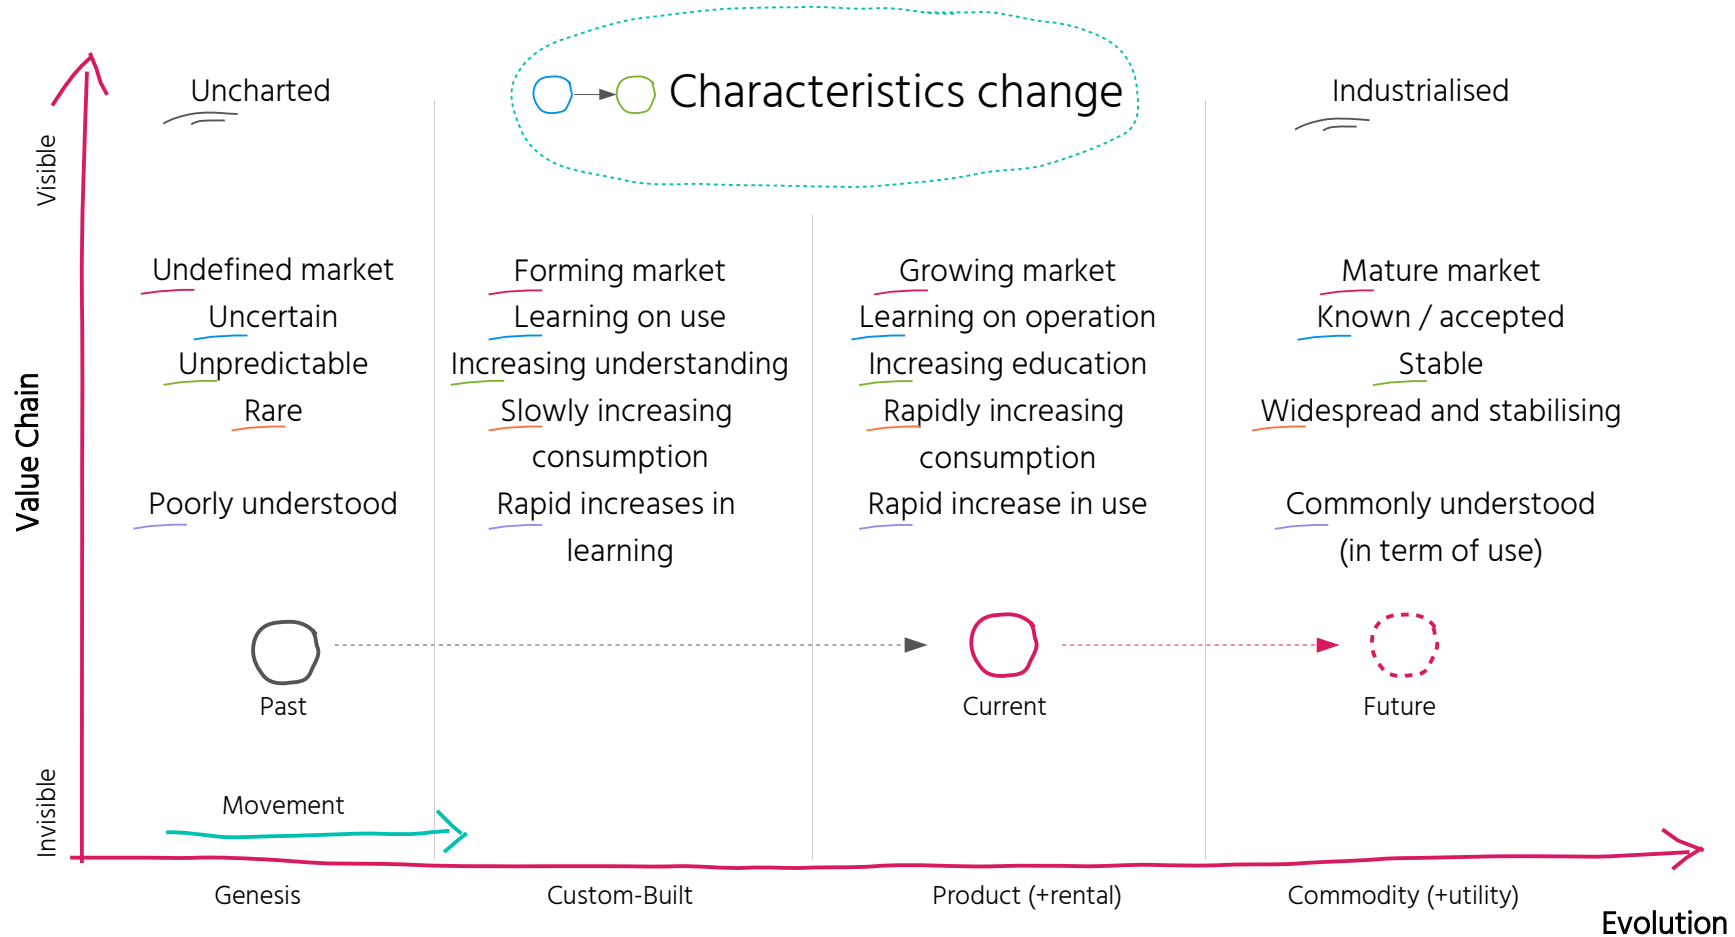 Uncharted
Characteristics change
Industrialised
Visible
Value Chain
Invisible
Undefined market
Uncertain
Unpredictable
Rare
Poorly understood
Forming market
Learning on use
Increasing understanding
Slowly increasing
consumption
Rapid increases in
learning
Growing market
Learning on operation
Increasing education
Rapidly increasing
consumption
Rapid increase in use
Mature market
Known / accepted
Stable
Widespread and stabilising
Commonly understood
(in term of use)
Past
Current
Future
Movement
Genesis
Custom-Built
Product (+rental)
Commodity (+utility)
Evolution